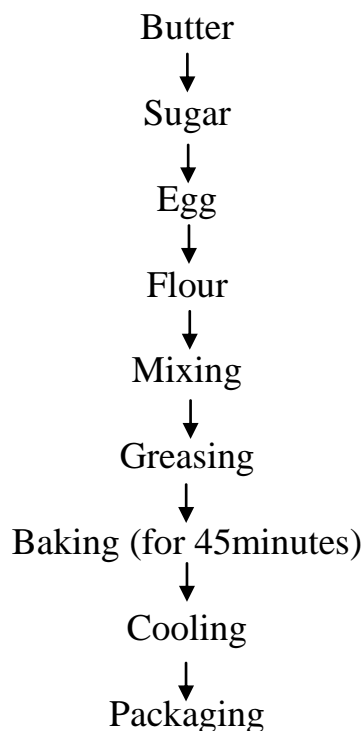 Butter
Sugar
Egg
Flour
Mixing
Greasing
Baking (for 45minutes)
Cooling
Packaging